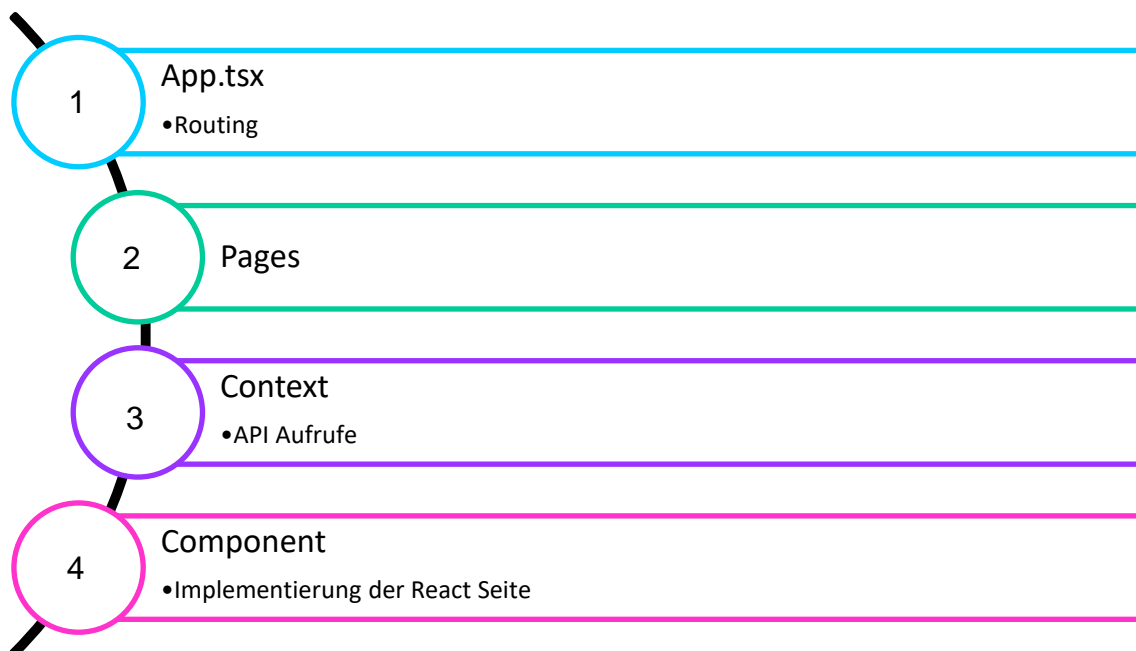 1
App.tsx
•Routing
2
Pages
3
Context
•API Aufrufe
4
Component
•Implementierung der React Seite